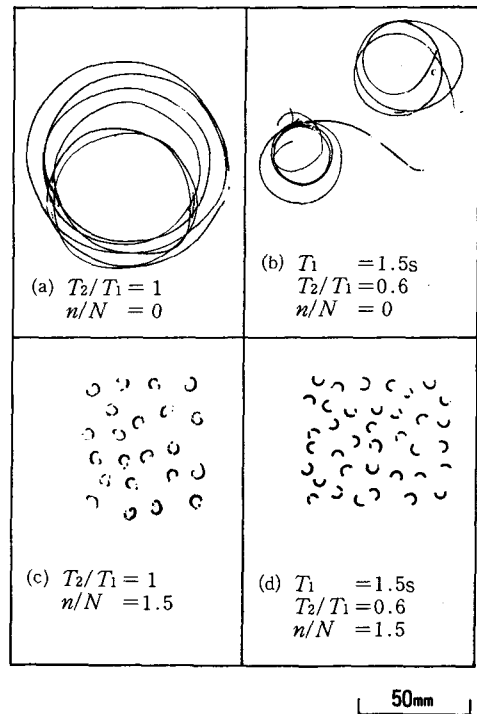 (a) T₂/T₁ = 1
n/N = 0
(b) T₁ = 1.5s
T₂/T₁ = 0.6
n/N = 0
(c) T₂/T₁ = 1
n/N = 1.5
(d) T₁ = 1.5s
T₂/T₁ = 0.6
n/N = 1.5
50mm